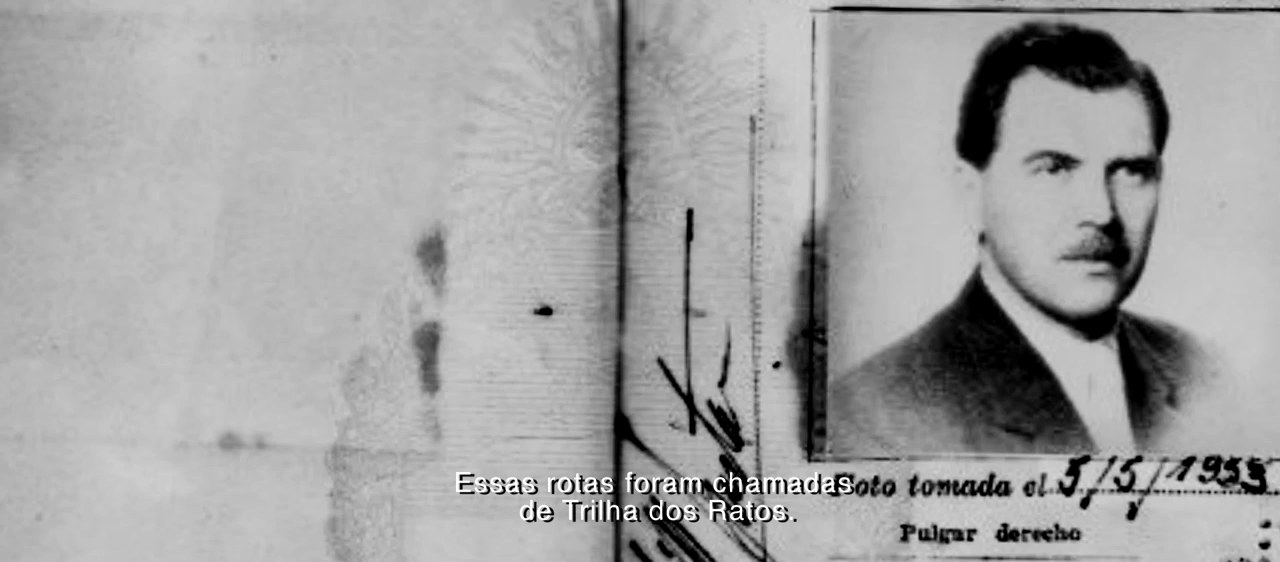 Foto tomada el 5/5/1955
Pulgar derecho
Essas rotas foram chamadas
de Trilha dos Ratos.